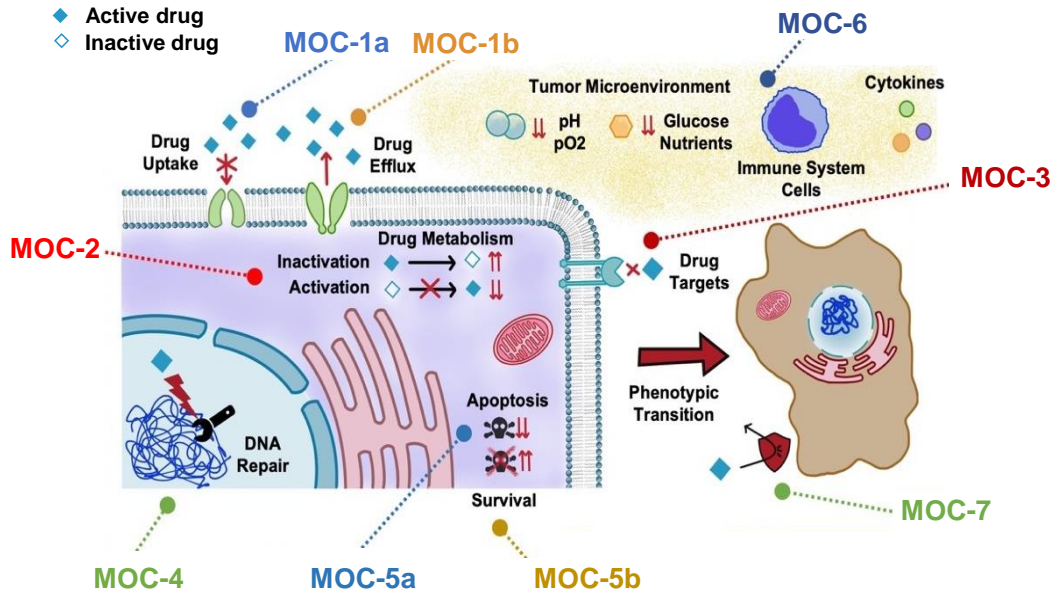 Active drug
Inactive drug
MOC-1a
MOC-1b
MOC-6
Tumor Microenvironment
Cytokines
pH
pO2
Glucose
Nutrients
Drug
Uptake
Drug
Efflux
Immune System
Cells
MOC-3
MOC-2
Drug Metabolism
Inactivation
Activation
Drug
Targets
Phenotypic
Transition
Apoptosis
DNA
Repair
Survival
MOC-7
MOC-4
MOC-5a
MOC-5b